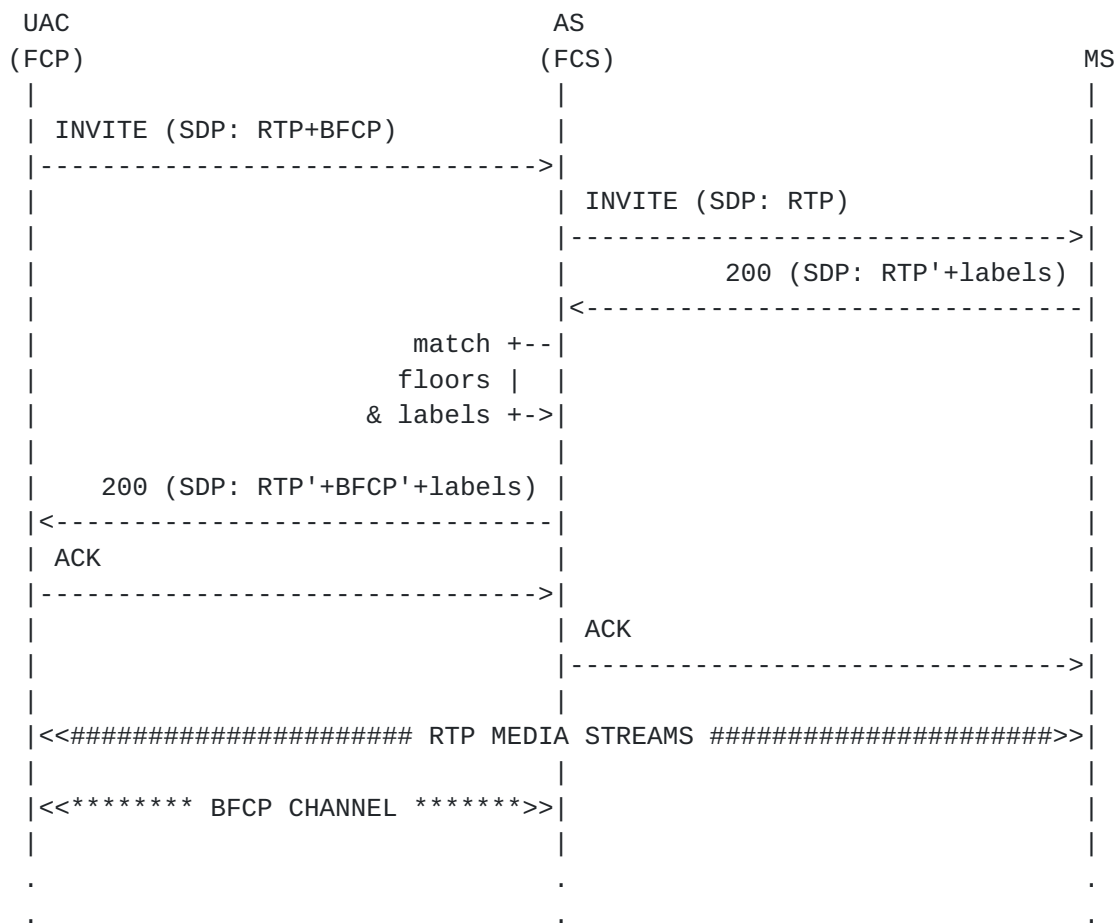 UAC AS
(FCP) (FCS) MS
INVITE (SDP: RTP+BFCP)
INVITE (SDP: RTP)
200 (SDP: RTP'+labels)
match
floors
& labels
200 (SDP: RTP'+BFCP'+labels)
ACK
ACK
RTP MEDIA STREAMS
BFCP CHANNEL